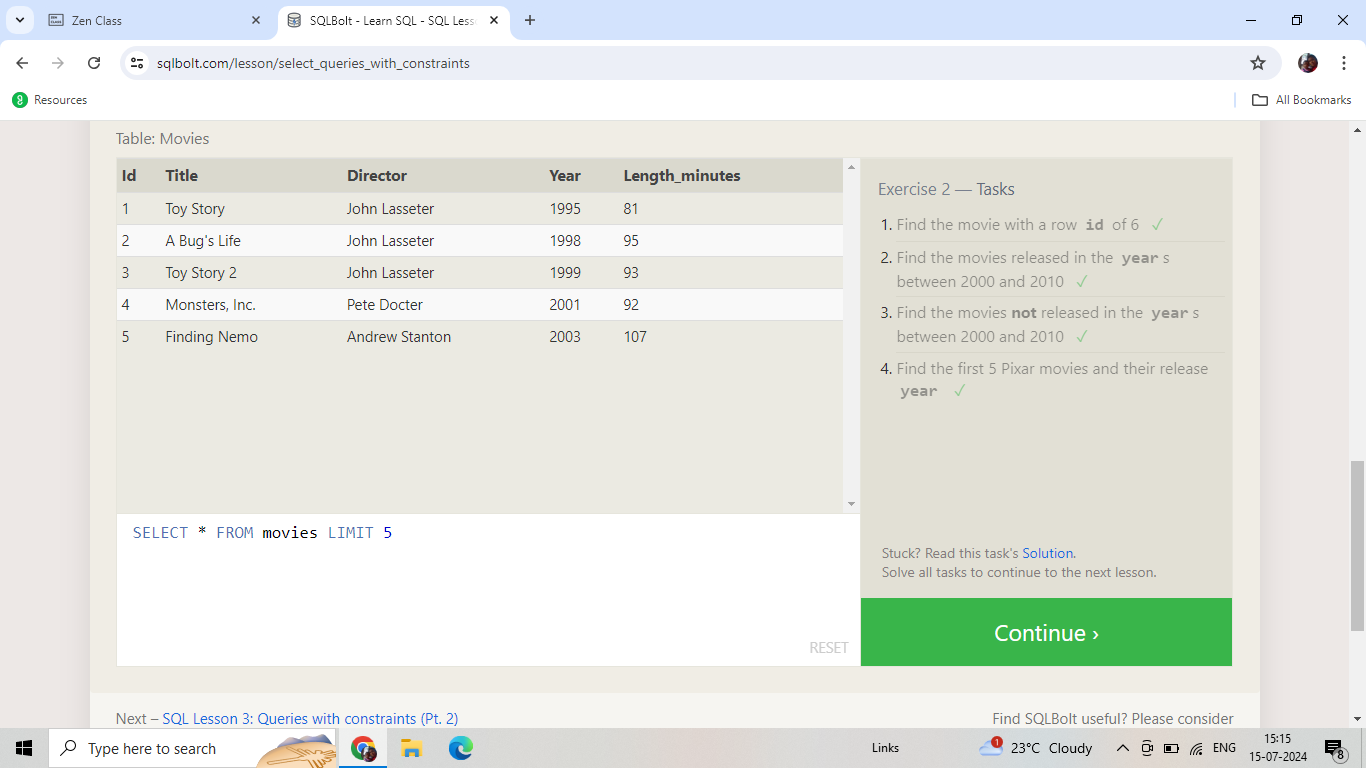 Zen Class
SQLBolt - Learn SQL - SQL Less
sqlbolt.com/lesson/select_queries_with_constraints
Resources
All Bookmarks
Table: Movies
Id Title Director Year Length_minutes
1 Toy Story John Lasseter 1995 81
2 A Bug's Life John Lasseter 1998 95
3 Toy Story 2 John Lasseter 1999 93
4 Monsters, Inc. Pete Docter 2001 92
5 Finding Nemo Andrew Stanton 2003 107
SELECT * FROM movies LIMIT 5
RESET
Exercise 2 — Tasks
1. Find the movie with a row id of 6 ✓
2. Find the movies released in the year s
between 2000 and 2010 ✓
3. Find the movies not released in the year s
between 2000 and 2010 ✓
4. Find the first 5 Pixar movies and their release
year ✓
Stuck? Read this task's Solution.
Solve all tasks to continue to the next lesson.
Continue ›
Next – SQL Lesson 3: Queries with constraints (Pt. 2)
Find SQLBolt useful? Please consider
Type here to search
Links
1
23°C Cloudy
ENG
15:15
15-07-2024
8